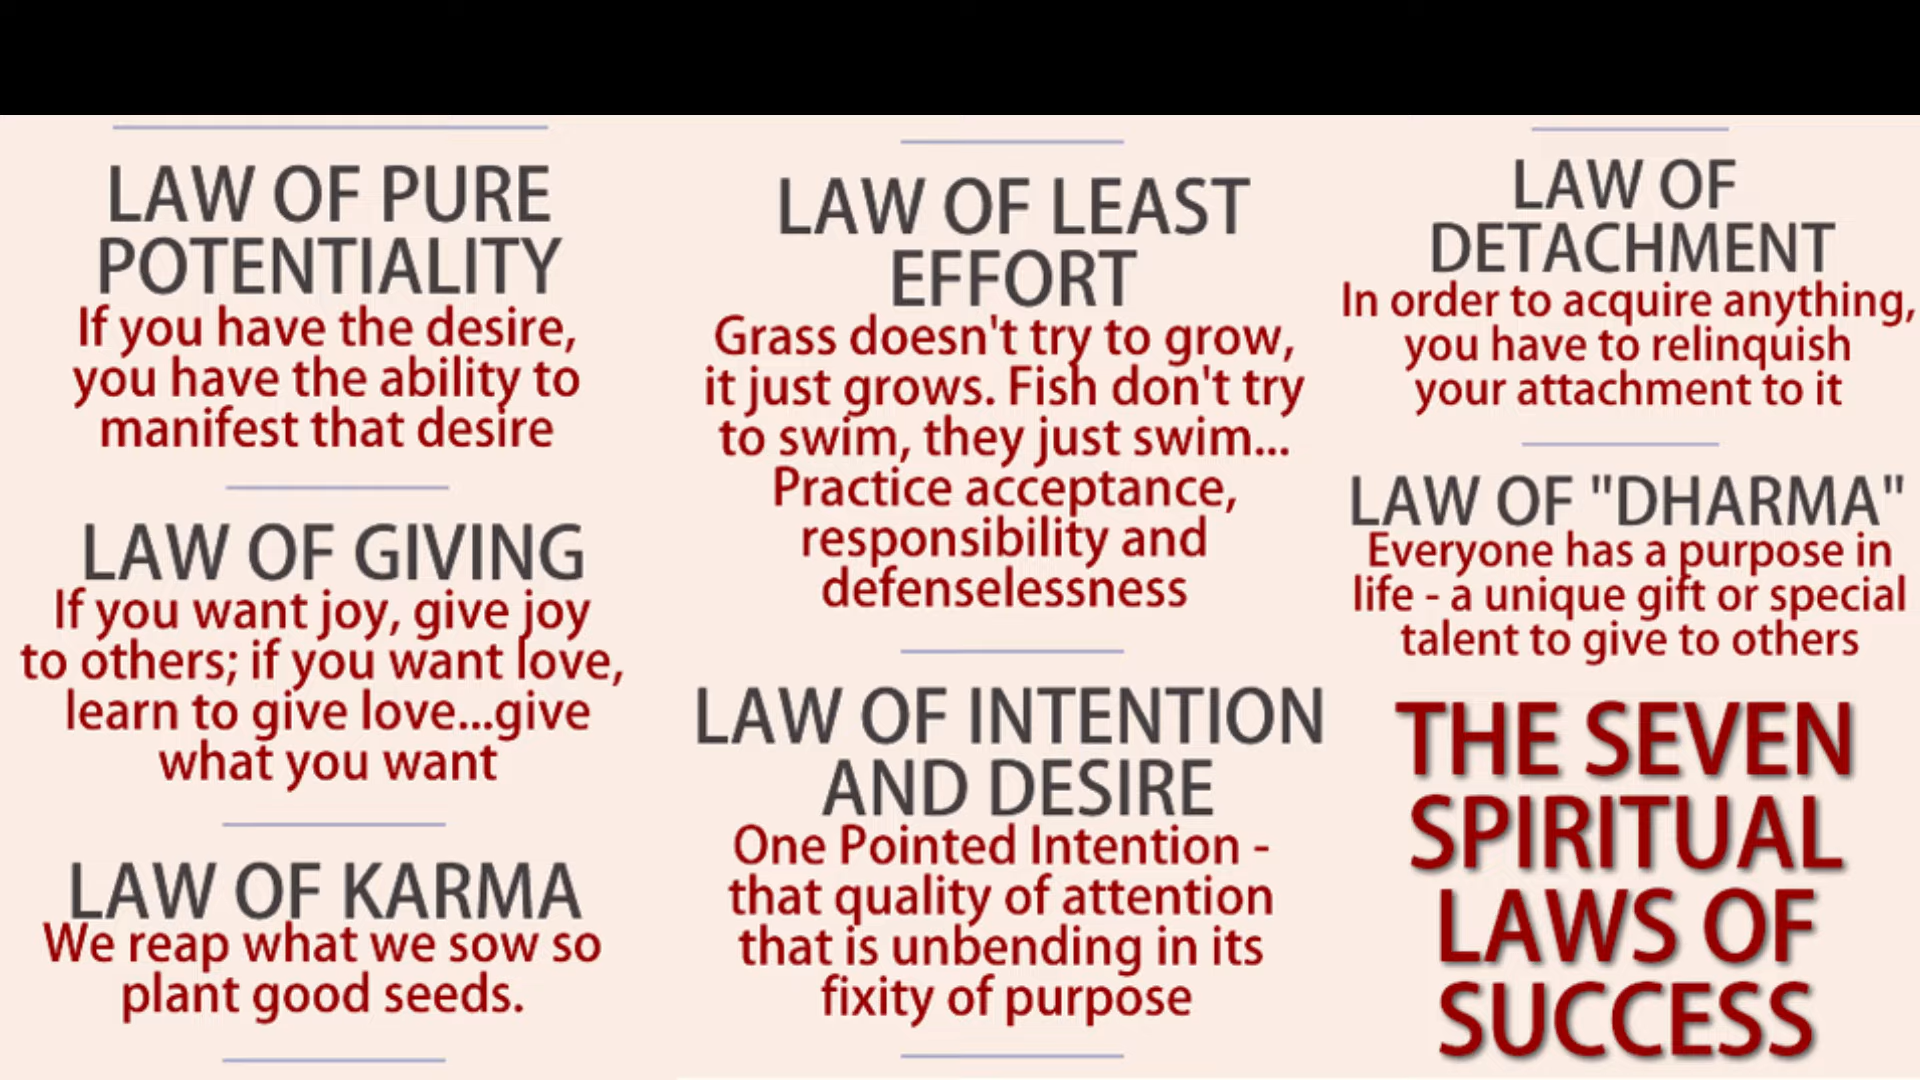 LAW OF PURE
POTENTIALITY
If you have the desire,
you have the ability to
manifest that desire
LAW OF GIVING
If you want joy, give joy
to others; if you want love,
learn to give love...give
what you want
LAW OF KARMA
We reap what we sow so
plant good seeds.
LAW OF LEAST
EFFORT
Grass doesn't try to grow,
it just grows. Fish don't try
to swim, they just swim...
Practice acceptance,
responsibility and
defenselessness
LAW OF INTENTION
AND DESIRE
One Pointed Intention -
that quality of attention
that is unbending in its
fixity of purpose
LAW OF
DETACHMENT
In order to acquire anything,
you have to relinquish
your attachment to it
LAW OF "DHARMA"
Everyone has a purpose in
life - a unique gift or special
talent to give to others
THE SEVEN
SPIRITUAL
LAWS OF
SUCCESS